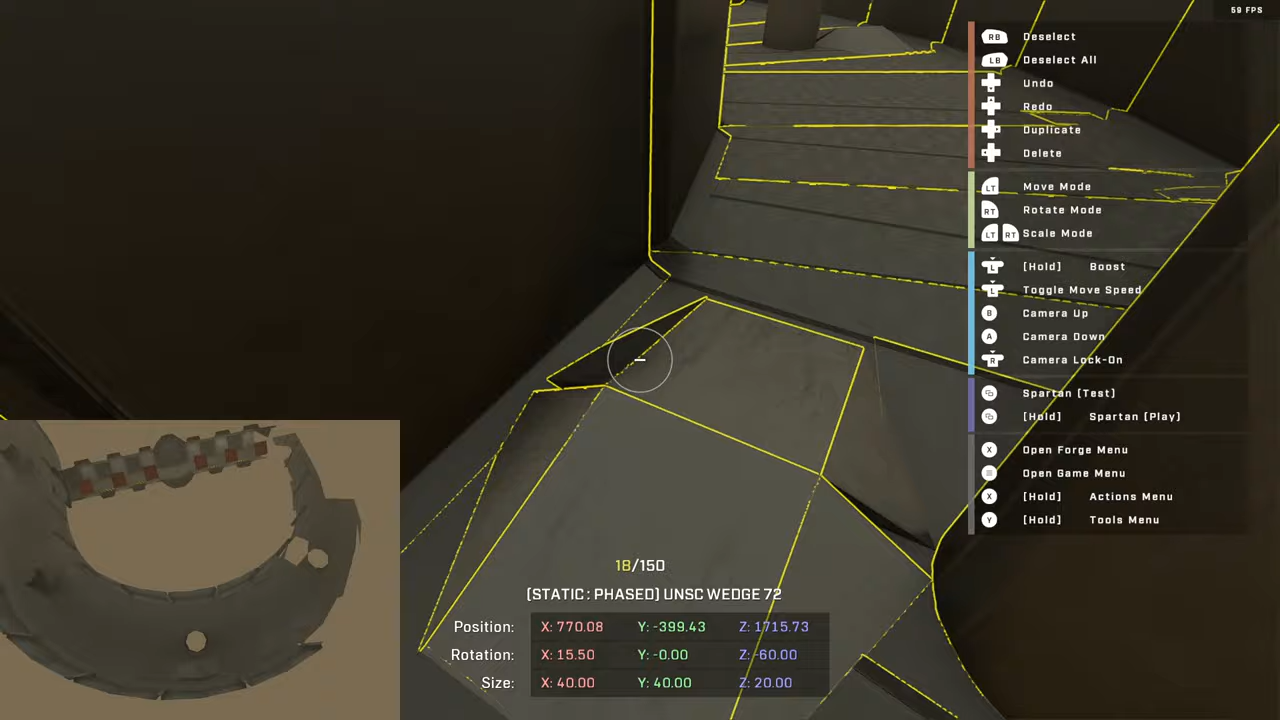 59 FPS
RB Deselect
LB Deselect All
Undo
Redo
Duplicate
Delete
LT Move Mode
RT Rotate Mode
LT RT Scale Mode
L [Hold] Boost
L Toggle Move Speed
B Camera Up
A Camera Down
R Camera Lock-On
Spartan (Test)
[Hold] Spartan (Play)
X Open Forge Menu
Open Game Menu
X [Hold] Actions Menu
Y [Hold] Tools Menu
18/150
[STATIC : PHASED] UNSC WEDGE 72
Position: X: 770.08 Y: -399.43 Z: 1715.73
Rotation: X: 15.50 Y: -0.00 Z: -60.00
Size: X: 40.00 Y: 40.00 Z: 20.00